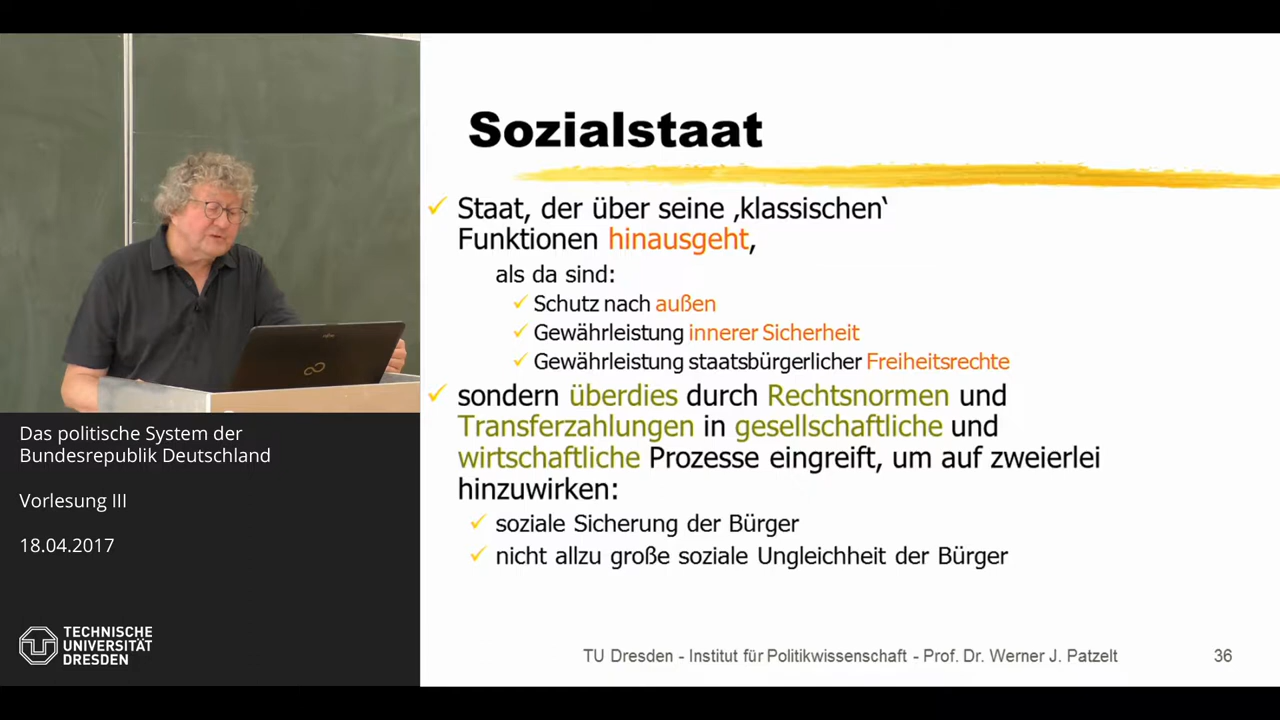 Sozialstaat
Staat, der über seine ‚klassischen‘
Funktionen hinausgeht,
als da sind:
Schutz nach außen
Gewährleistung innerer Sicherheit
Gewährleistung staatsbürgerlicher Freiheitsrechte
sondern überdies durch Rechtsnormen und
Transferzahlungen in gesellschaftliche und
wirtschaftliche Prozesse eingreift, um auf zweierlei
hinzuwirken:
soziale Sicherung der Bürger
nicht allzu große soziale Ungleichheit der Bürger
TU Dresden - Institut für Politikwissenschaft - Prof. Dr. Werner J. Patzelt
36
Das politische System der
Bundesrepublik Deutschland
Vorlesung III
18.04.2017
TECHNISCHE
UNIVERSITÄT
DRESDEN